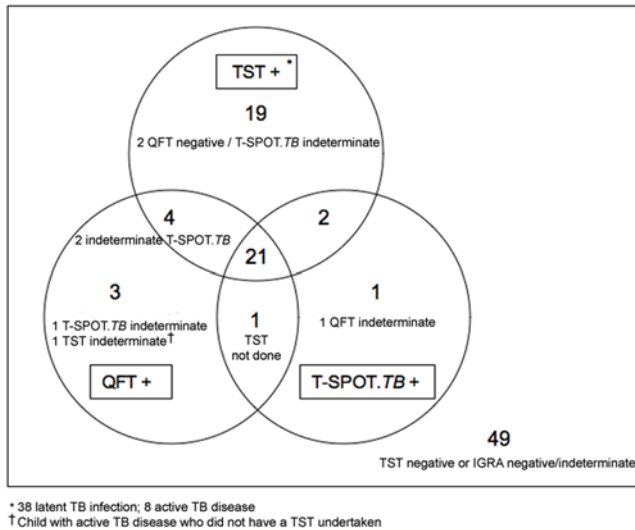 TST + *
19
2 QFT negative / T-SPOT.TB indeterminate
4
2
2 indeterminate T-SPOT.TB
21
3
1
1
1 T-SPOT.TB indeterminate
1 TST indeterminate†
TST
not done
1 QFT indeterminate
QFT +
T-SPOT.TB +
49
TST negative or IGRA negative/indeterminate
* 38 latent TB infection; 8 active TB disease
† Child with active TB disease who did not have a TST undertaken